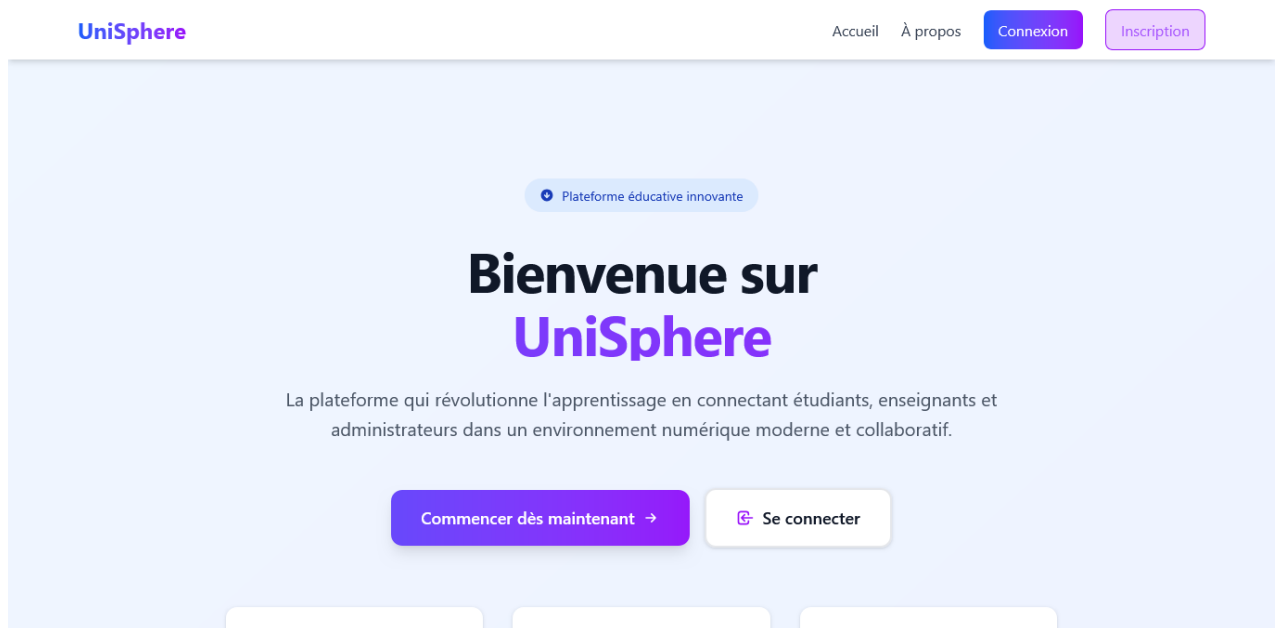 UniSphere
Accueil
À propos
Connexion
Inscription
Plateforme éducative innovante
Bienvenue sur
UniSphere
La plateforme qui révolutionne l'apprentissage en connectant étudiants, enseignants et
administrateurs dans un environnement numérique moderne et collaboratif.
Commencer dès maintenant →
Se connecter